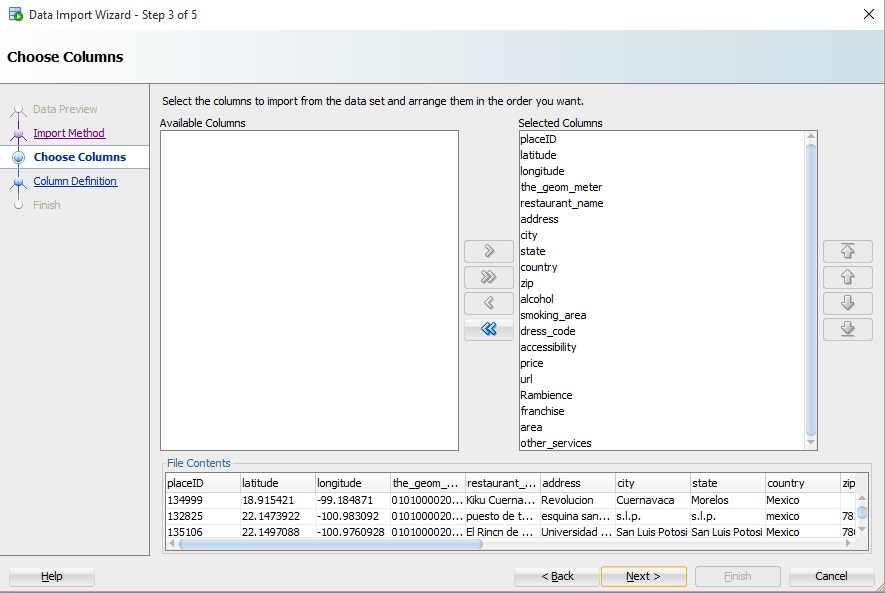 Data Import Wizard - Step 3 of 5
Choose Columns
Data Preview
Import Method
Choose Columns
Column Definition
Finish
Select the columns to import from the data set and arrange them in the order you want.
Available Columns
Selected Columns
placeID
latitude
longitude
the_geom_meter
restaurant_name
address
city
state
country
zip
alcohol
smoking_area
dress_code
accessibility
price
url
Rambience
franchise
area
other_services
File Contents
placeID latitude longitude the_geom_... restaurant_... address city state country zip
134999 18.915421 -99.184871 0101000020... Kiku Cuerna... Revolucion Cuernavaca Morelos Mexico
132825 22.1473922 -100.983092 0101000020... puesto de t... esquina san... s.l.p. s.l.p. mexico 78
135106 22.1497088 -100.9760928 0101000020... El Rincn de ... Universidad ... San Luis Potosi San Luis Potosi Mexico 78
Help
< Back
Next >
Finish
Cancel